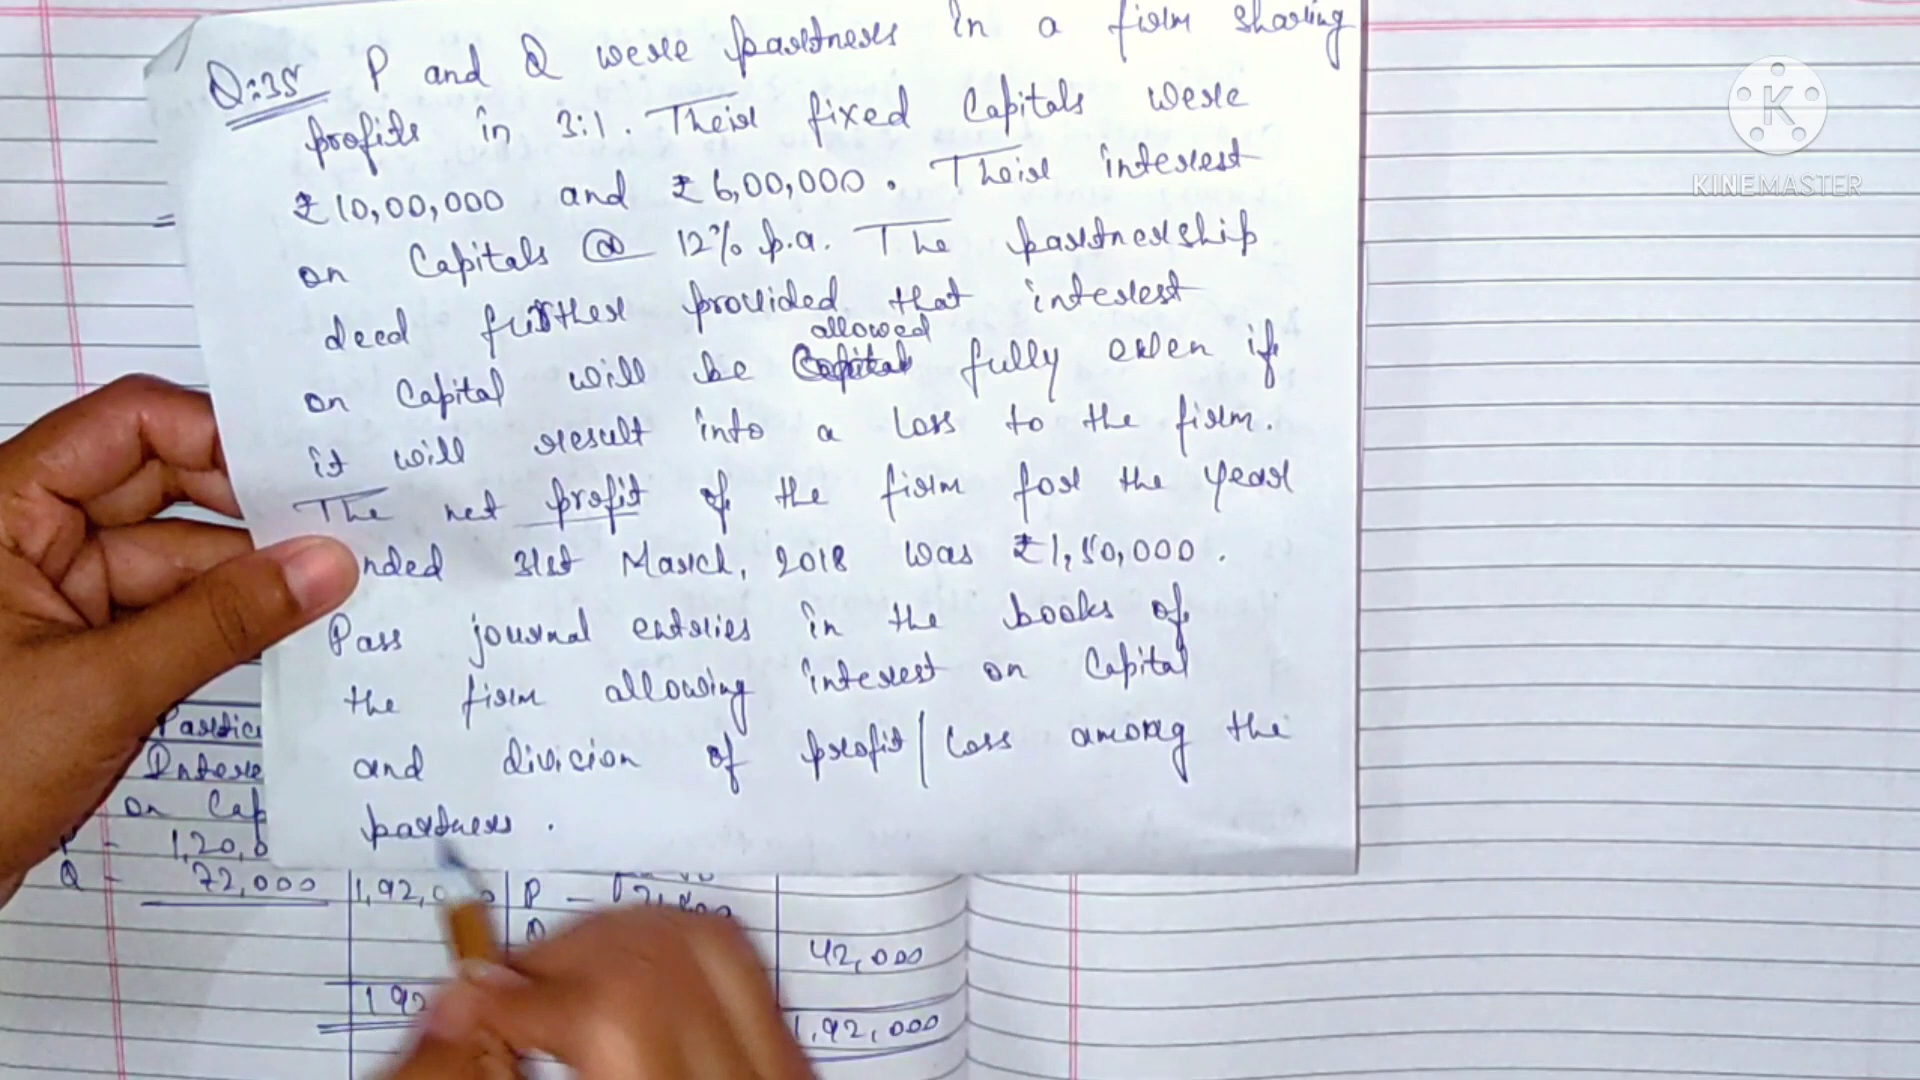 Q:35 P and Q were partners in a firm sharing
profits in 3:1. Their fixed Capitals were
₹10,00,000 and ₹6,00,000. Their interest
on Capitals @ 12% p.a. The partnership
deed further provided that interest
allowed
on Capital will be Capital fully even if
it will result into a loss to the firm.
The net profit of the firm for the year
nded 31st March, 2018 was ₹1,50,000.
Pass journal entries in the books of
the firm allowing interest on Capital
and divicion of profit/loss among the
partners.
K
KINEMASTER
=
Partic
Intere
on Cap
1,20,0
Q - 72,000 1,92, 0 P -
42,000
192
1,92,000